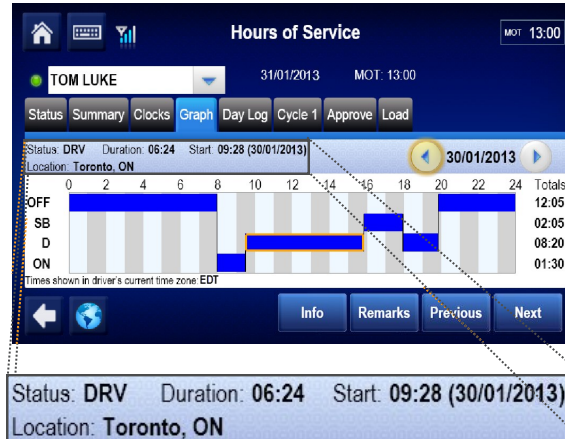 Hours of Service
MOT 13:00
TOM LUKE
31/01/2013 MOT: 13:00
Status Summary Clocks Graph Day Log Cycle 1 Approve Load
Status: DRV Duration: 06:24 Start: 09:28 (30/01/2013)
Location: Toronto, ON
30/01/2013
0 2 4 6 8 10 12 14 16 18 20 22 24 Totals
OFF 12:05
SB 02:05
D 08:20
ON 01:30
Times shown in driver's current time zone: EDT
Info Remarks Previous Next
Status: DRV Duration: 06:24 Start: 09:28 (30/01/2013)
Location: Toronto, ON